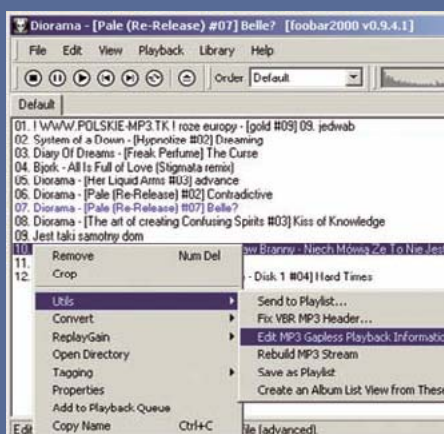 Diorama - [Pale (Re-Release) #07] Belle? [foobar2000 v0.9.4.1]
File Edit View Playback Library Help
Order Default
Default
01. ! WWW.POLSKIE-MP3.TK ! roze europy - [gold #09] 09. jedwab
02. System of a Down - [Hypnotize #02] Dreaming
03. Diary Of Dreams - [Freak Perfume] The Curse
04. Bjork - All Is Full of Love (Stigmata remix)
05. Diorama - [Her Liquid Arms #03] advance
06. Diorama - [Pale (Re-Release) #02] Contradictive
07. Diorama - [Pale (Re-Release) #07] Belle?
08. Diorama - [The art of creating Confusing Spirits #03] Kiss of Knowledge
09. Jest taki samotny dom
10. aw Branny - Niech Mówią Że To Nie Jest
11.
12. - Disk 1 #04] Hard Times
Remove Num Del
Crop
Utils
Convert
ReplayGain
Open Directory
Tagging
Properties
Add to Playback Queue
Copy Name Ctrl+C
Send to Playlist...
Fix VBR MP3 Header...
Edit MP3 Gapless Playback Informatio
Rebuild MP3 Stream
Save as Playlist
Create an Album List View from These
Edit file (advanced).